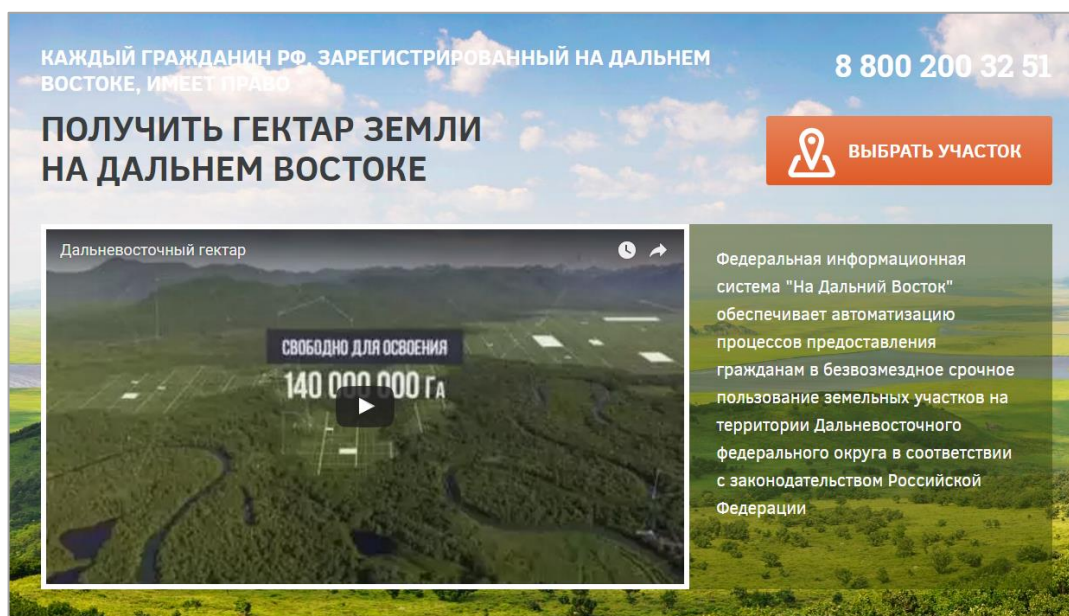 КАЖДЫЙ ГРАЖДАНИН РФ, ЗАРЕГИСТРИРОВАННЫЙ НА ДАЛЬНЕМ
ВОСТОКЕ, ИМЕЕТ ПРАВО
8 800 200 32 51
ПОЛУЧИТЬ ГЕКТАР ЗЕМЛИ
НА ДАЛЬНЕМ ВОСТОКЕ
ВЫБРАТЬ УЧАСТОК
Дальневосточный гектар
СВОБОДНО ДЛЯ ОСВОЕНИЯ
140 000 000 ГА
Федеральная информационная
система "На Дальний Восток"
обеспечивает автоматизацию
процессов предоставления
гражданам в безвозмездное срочное
пользование земельных участков на
территории Дальневосточного
федерального округа в соответствии
с законодательством Российской
Федерации